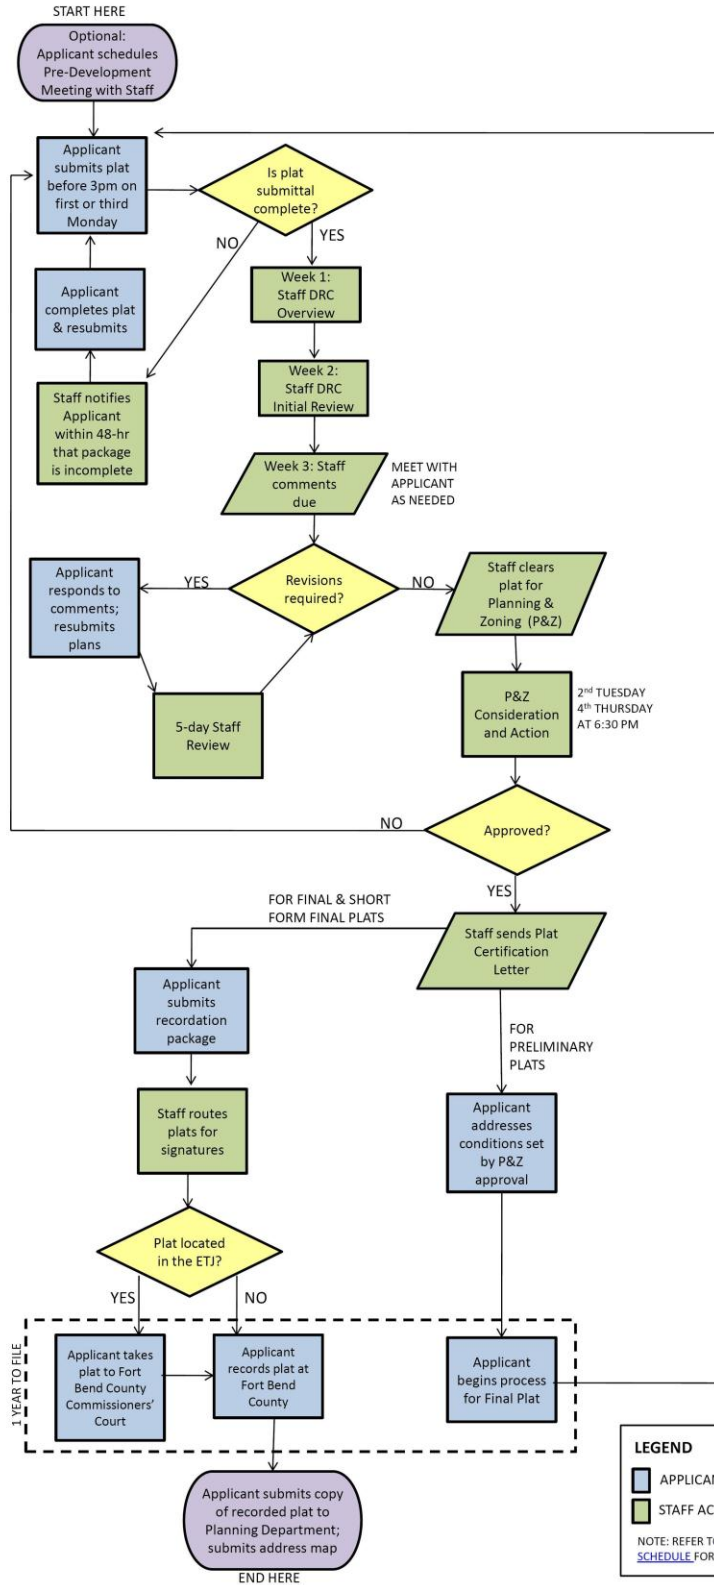 START HERE
Optional:
Applicant schedules
Pre-Development
Meeting with Staff
Applicant
submits plat
before 3pm on
first or third
Monday
Is plat
submittal
complete?
NO
YES
Applicant
completes plat
& resubmits
Week 1:
Staff DRC
Overview
Staff notifies
Applicant
within 48-hr
that package
is incomplete
Week 2:
Staff DRC
Initial Review
Week 3: Staff
comments
due
MEET WITH
APPLICANT
AS NEEDED
Applicant
responds to
comments;
resubmits
plans
YES
Revisions
required?
NO
Staff clears
plat for
Planning &
Zoning (P&Z)
5-day Staff
Review
P&Z
Consideration
and Action
2nd TUESDAY
4th THURSDAY
AT 6:30 PM
NO
Approved?
YES
FOR FINAL & SHORT
FORM FINAL PLATS
Staff sends Plat
Certification
Letter
Applicant
submits
recordation
package
FOR
PRELIMINARY
PLATS
Staff routes
plats for
signatures
Applicant
addresses
conditions set
by P&Z
approval
Plat located
in the ETJ?
YES
NO
1 YEAR TO FILE
Applicant takes
plat to Fort
Bend County
Commissioners'
Court
Applicant
records plat at
Fort Bend
County
Applicant
begins process
for Final Plat
Applicant submits copy
of recorded plat to
Planning Department;
submits address map
END HERE
LEGEND
APPLICAN
STAFF AC
NOTE: REFER TO
SCHEDULE FOR